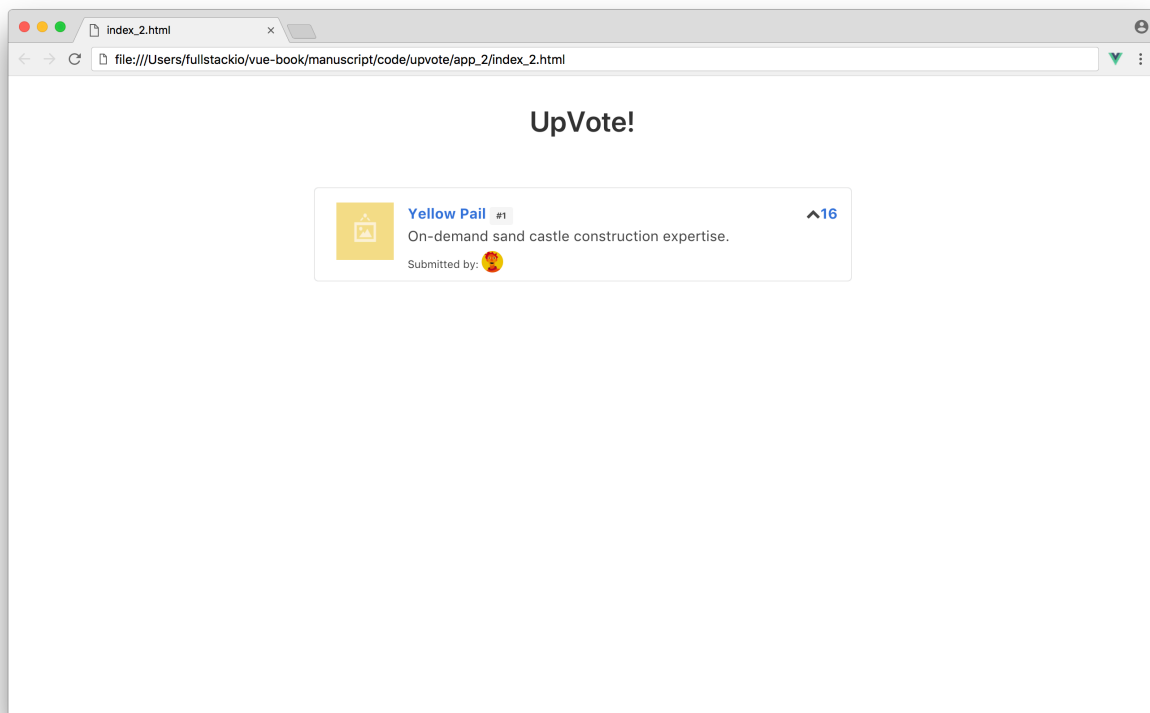 index_2.html
file:///Users/fullstackio/vue-book/manuscript/code/upvote/app_2/index_2.html
UpVote!
Yellow Pail #1 16
On-demand sand castle construction expertise.
Submitted by: